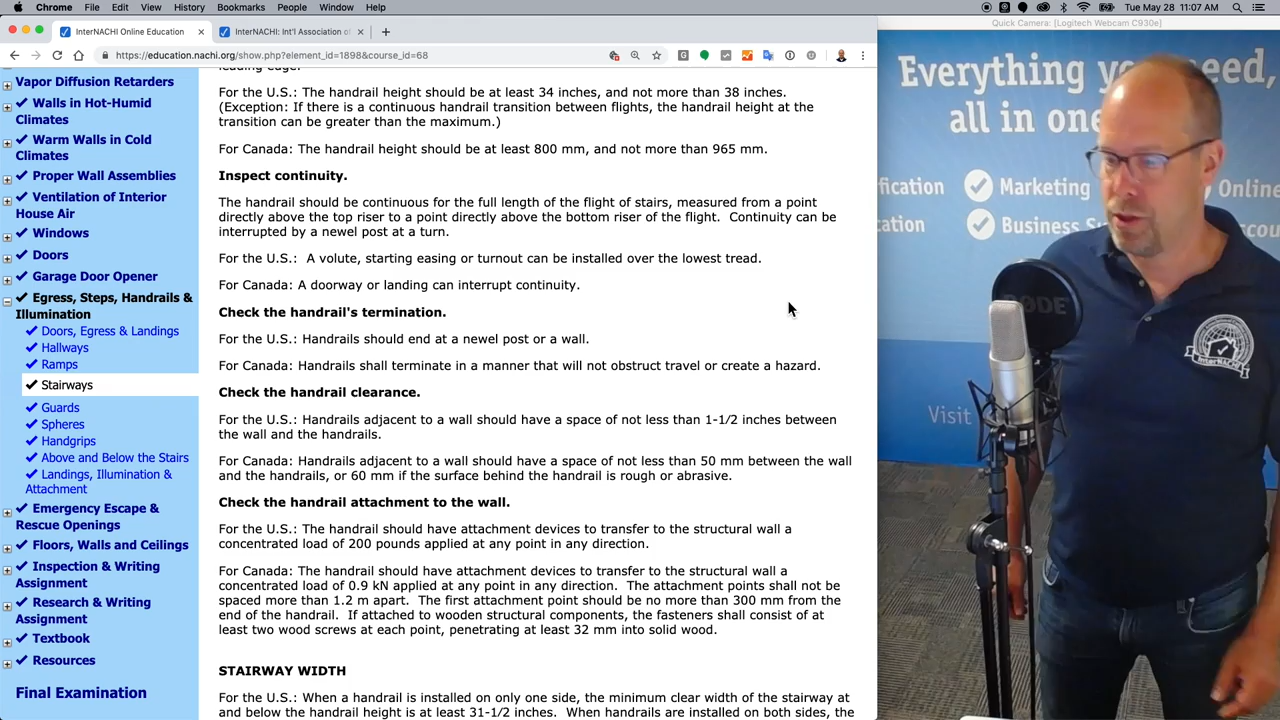 Chrome File Edit View History Bookmarks People Window Help
Tue May 28 11:07 AM
InterNACHI Online Education
InterNACHI: Int'l Association of
Quick Camera: [Logitech Webcam C930e]
https://education.nachi.org/show.php?element_id=1898&course_id=68
Vapor Diffusion Retarders
Walls in Hot-Humid
Climates
Warm Walls in Cold
Climates
Proper Wall Assemblies
Ventilation of Interior
House Air
Windows
Doors
Garage Door Opener
Egress, Steps, Handrails &
Illumination
Doors, Egress & Landings
Hallways
Ramps
Stairways
Guards
Spheres
Handgrips
Above and Below the Stairs
Landings, Illumination &
Attachment
Emergency Escape &
Rescue Openings
Floors, Walls and Ceilings
Inspection & Writing
Assignment
Research & Writing
Assignment
Textbook
Resources
Final Examination
leading edge.
For the U.S.: The handrail height should be at least 34 inches, and not more than 38 inches.
(Exception: If there is a continuous handrail transition between flights, the handrail height at the
transition can be greater than the maximum.)
For Canada: The handrail height should be at least 800 mm, and not more than 965 mm.
Inspect continuity.
The handrail should be continuous for the full length of the flight of stairs, measured from a point
directly above the top riser to a point directly above the bottom riser of the flight. Continuity can be
interrupted by a newel post at a turn.
For the U.S.: A volute, starting easing or turnout can be installed over the lowest tread.
For Canada: A doorway or landing can interrupt continuity.
Check the handrail's termination.
For the U.S.: Handrails should end at a newel post or a wall.
For Canada: Handrails shall terminate in a manner that will not obstruct travel or create a hazard.
Check the handrail clearance.
For the U.S.: Handrails adjacent to a wall should have a space of not less than 1-1/2 inches between
the wall and the handrails.
For Canada: Handrails adjacent to a wall should have a space of not less than 50 mm between the wall
and the handrails, or 60 mm if the surface behind the handrail is rough or abrasive.
Check the handrail attachment to the wall.
For the U.S.: The handrail should have attachment devices to transfer to the structural wall a
concentrated load of 200 pounds applied at any point in any direction.
For Canada: The handrail should have attachment devices to transfer to the structural wall a
concentrated load of 0.9 kN applied at any point in any direction. The attachment points shall not be
spaced more than 1.2 m apart. The first attachment point should be no more than 300 mm from the
end of the handrail. If attached to wooden structural components, the fasteners shall consist of at
least two wood screws at each point, penetrating at least 32 mm into solid wood.
STAIRWAY WIDTH
For the U.S.: When a handrail is installed on only one side, the minimum clear width of the stairway at
and below the handrail height is at least 31-1/2 inches. When handrails are installed on both sides, the
Everything you need,
all in one
Marketing
Online
Business
Visit
RØDE
InterNACHI